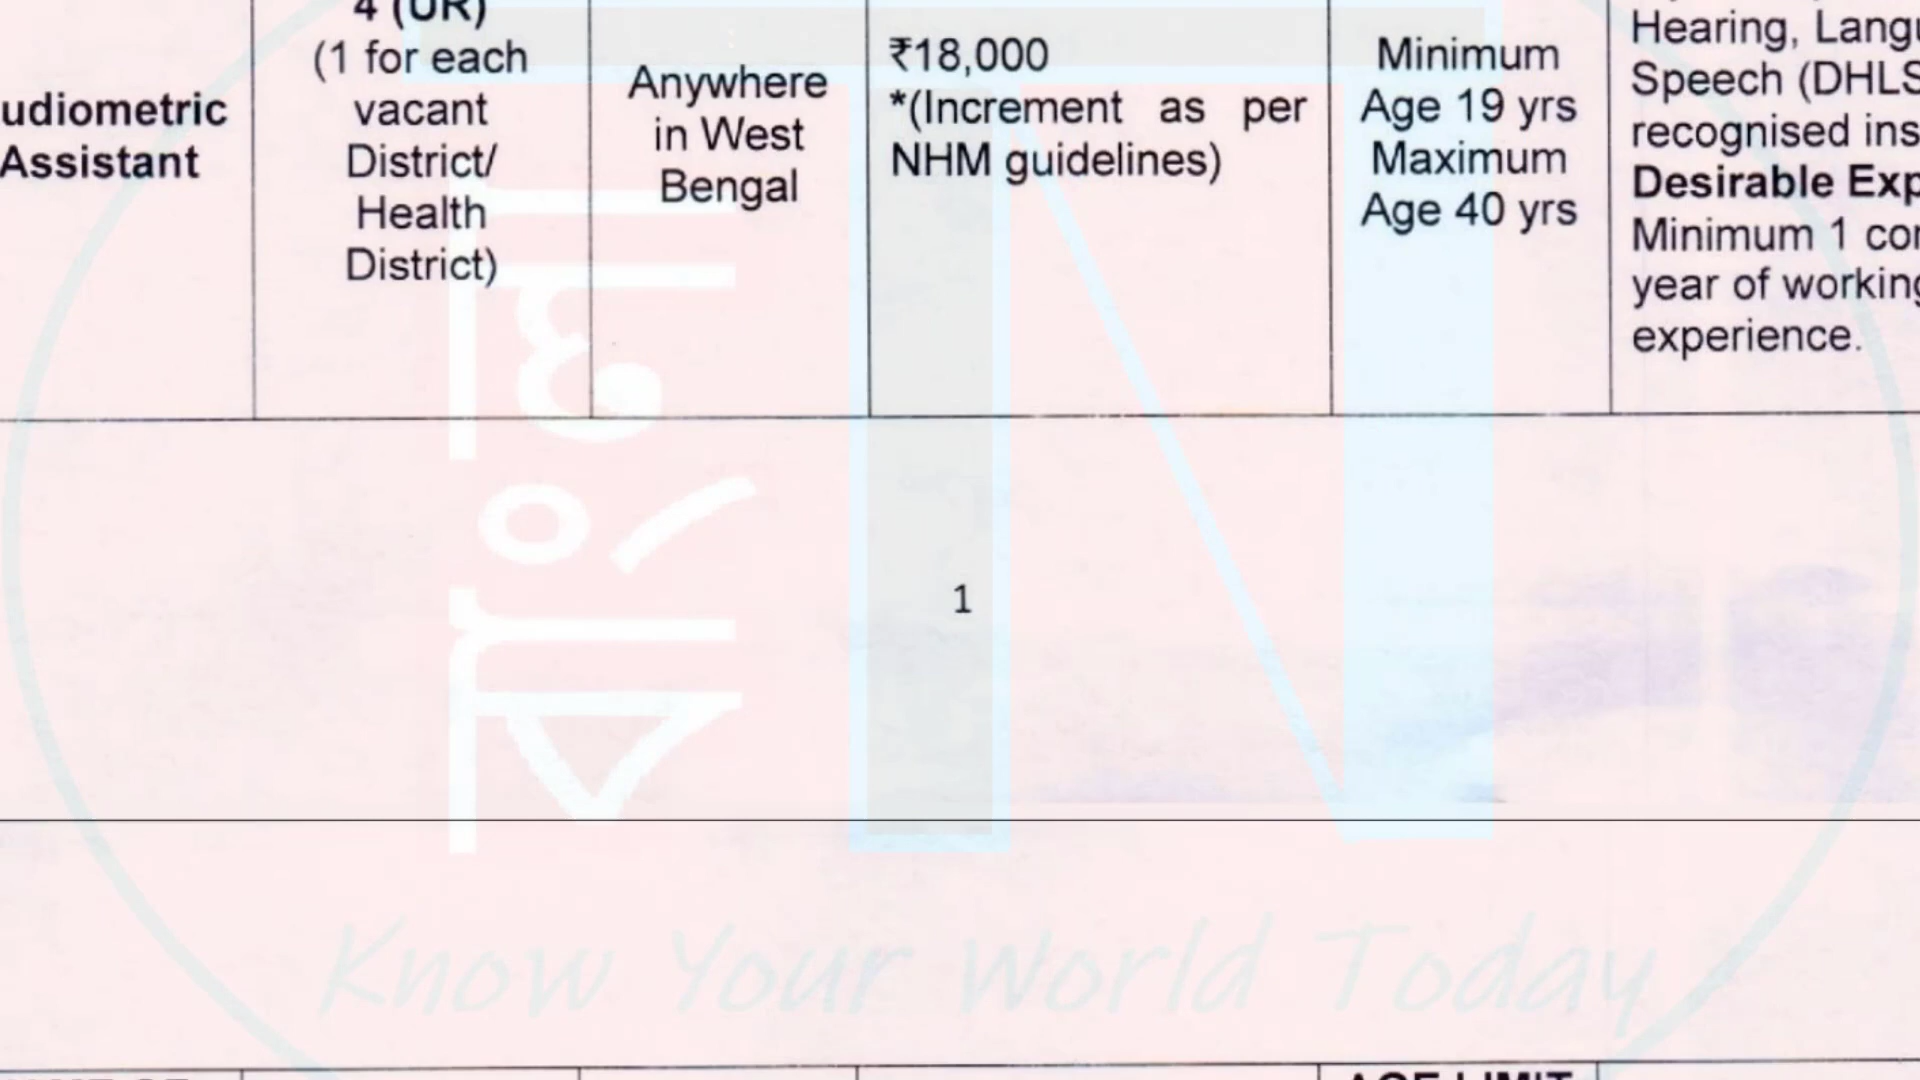 udiometric
Assistant
4 (UR)
(1 for each
vacant
District/
Health
District)
Anywhere
in West
Bengal
₹18,000
*(Increment as per
NHM guidelines)
Minimum
Age 19 yrs
Maximum
Age 40 yrs
Hearing, Langu
Speech (DHLS
recognised ins
Desirable Exp
Minimum 1 con
year of working
experience.
1
বাংলা
Know Your World Today
AGE LIMIT